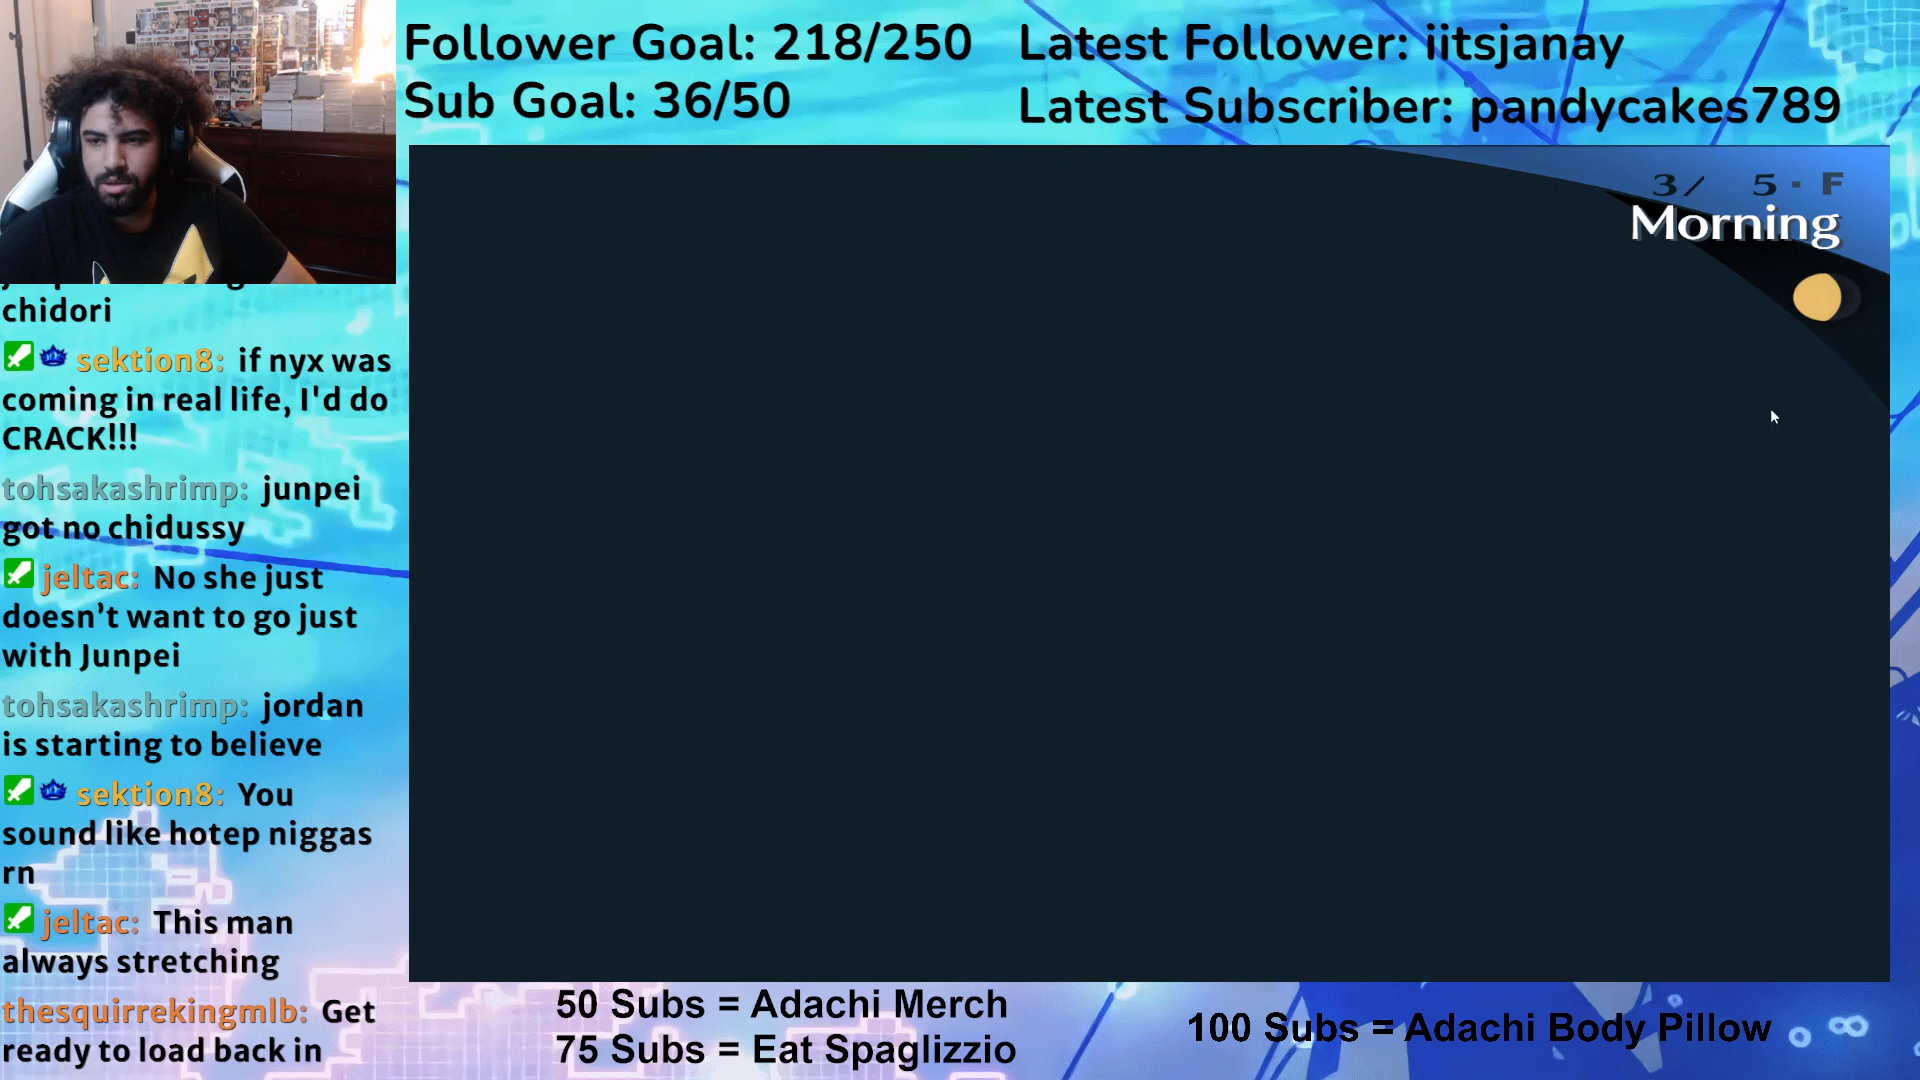 Follower Goal: 218/250
Sub Goal: 36/50
Latest Follower: iitsjanay
Latest Subscriber: pandycakes789
3/ 5 · F
Morning
chidori
sektion8: if nyx was
coming in real life, I'd do
CRACK!!!
tohsakashrimp: junpei
got no chidussy
jeltac: No she just
doesn't want to go just
with Junpei
tohsakashrimp: jordan
is starting to believe
sektion8: You
sound like hotep niggas
rn
jeltac: This man
always stretching
thesquirrekingmlb: Get
ready to load back in
50 Subs = Adachi Merch
75 Subs = Eat Spaglizzio
100 Subs = Adachi Body Pillow